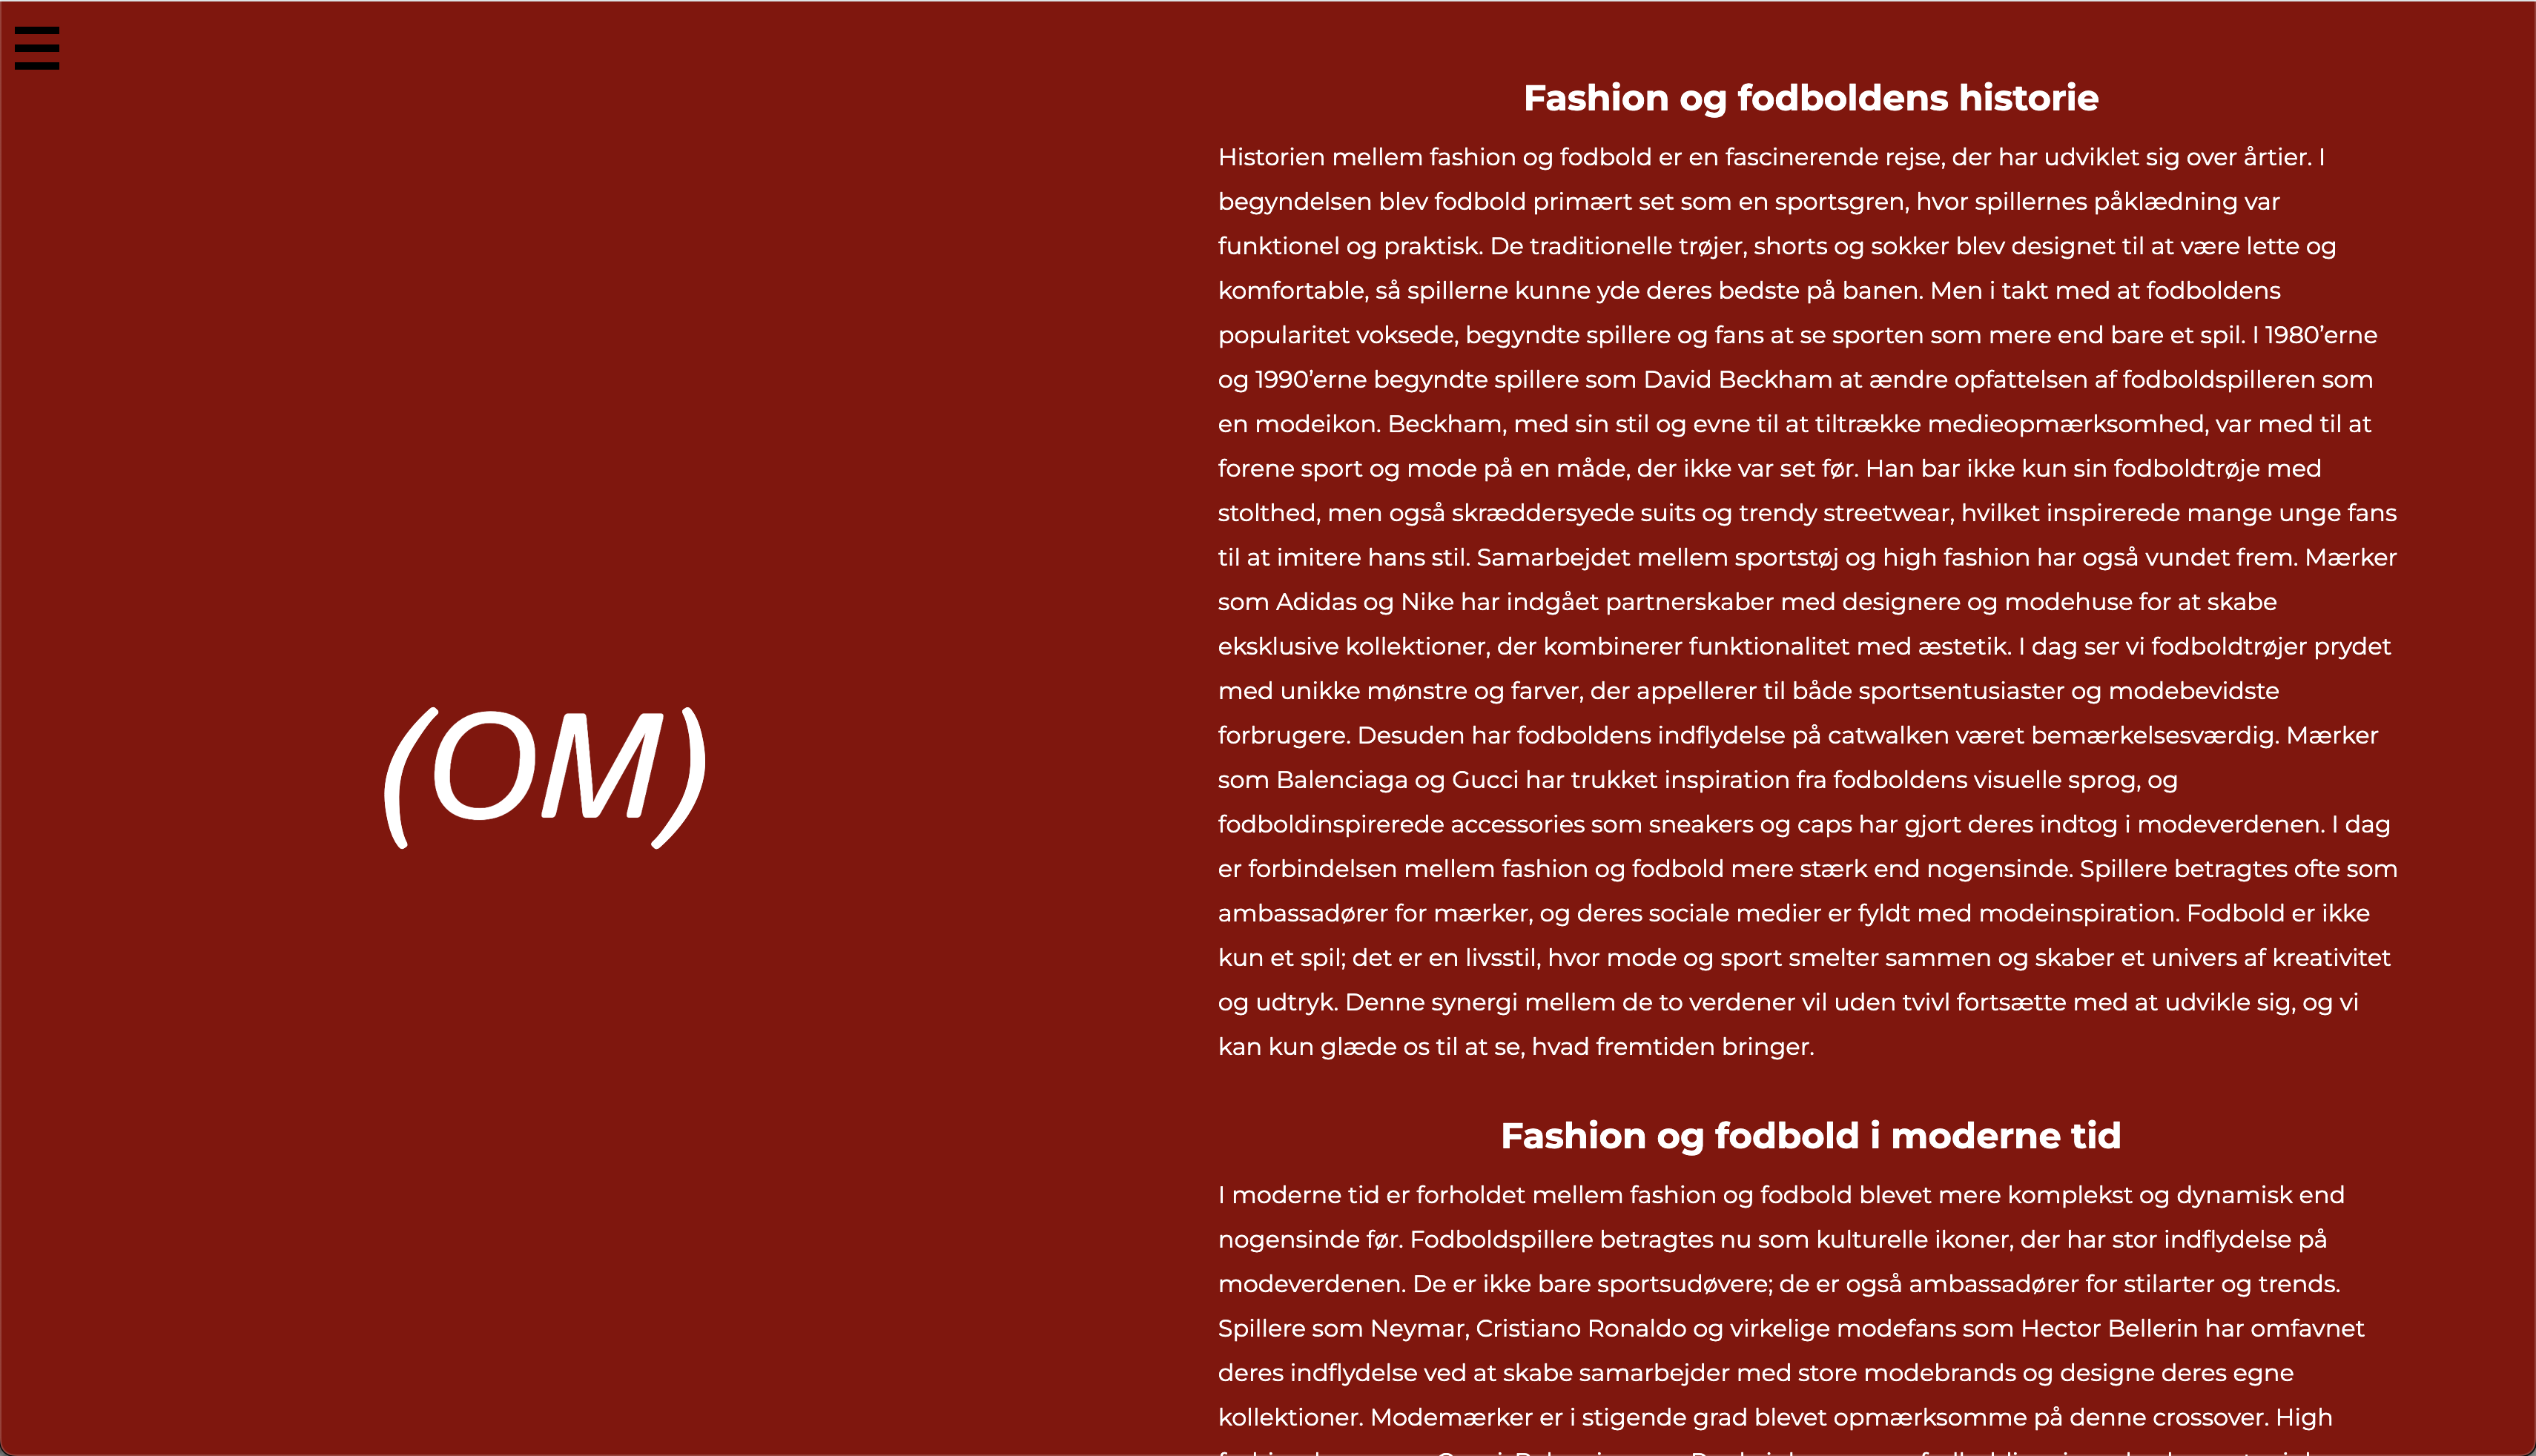 (OM)
Fashion og fodboldens historie
Historien mellem fashion og fodbold er en fascinerende rejse, der har udviklet sig over årtier. I
begyndelsen blev fodbold primært set som en sportsgren, hvor spillernes påklædning var
funktionel og praktisk. De traditionelle trøjer, shorts og sokker blev designet til at være lette og
komfortable, så spillerne kunne yde deres bedste på banen. Men i takt med at fodboldens
popularitet voksede, begyndte spillere og fans at se sporten som mere end bare et spil. I 1980’erne
og 1990’erne begyndte spillere som David Beckham at ændre opfattelsen af fodboldspilleren som
en modeikon. Beckham, med sin stil og evne til at tiltrække medieopmærksomhed, var med til at
forene sport og mode på en måde, der ikke var set før. Han bar ikke kun sin fodboldtrøje med
stolthed, men også skræddersyede suits og trendy streetwear, hvilket inspirerede mange unge fans
til at imitere hans stil. Samarbejdet mellem sportstøj og high fashion har også vundet frem. Mærker
som Adidas og Nike har indgået partnerskaber med designere og modehuse for at skabe
eksklusive kollektioner, der kombinerer funktionalitet med æstetik. I dag ser vi fodboldtrøjer prydet
med unikke mønstre og farver, der appellerer til både sportsentusiaster og modebevidste
forbrugere. Desuden har fodboldens indflydelse på catwalken været bemærkelsesværdig. Mærker
som Balenciaga og Gucci har trukket inspiration fra fodboldens visuelle sprog, og
fodboldinspirerede accessories som sneakers og caps har gjort deres indtog i modeverdenen. I dag
er forbindelsen mellem fashion og fodbold mere stærk end nogensinde. Spillere betragtes ofte som
ambassadører for mærker, og deres sociale medier er fyldt med modeinspiration. Fodbold er ikke
kun et spil; det er en livsstil, hvor mode og sport smelter sammen og skaber et univers af kreativitet
og udtryk. Denne synergi mellem de to verdener vil uden tvivl fortsætte med at udvikle sig, og vi
kan kun glæde os til at se, hvad fremtiden bringer.
Fashion og fodbold i moderne tid
I moderne tid er forholdet mellem fashion og fodbold blevet mere komplekst og dynamisk end
nogensinde før. Fodboldspillere betragtes nu som kulturelle ikoner, der har stor indflydelse på
modeverdenen. De er ikke bare sportsudøvere; de er også ambassadører for stilarter og trends.
Spillere som Neymar, Cristiano Ronaldo og virkelige modefans som Hector Bellerin har omfavnet
deres indflydelse ved at skabe samarbejder med store modebrands og designe deres egne
kollektioner. Modemærker er i stigende grad blevet opmærksomme på denne crossover. High